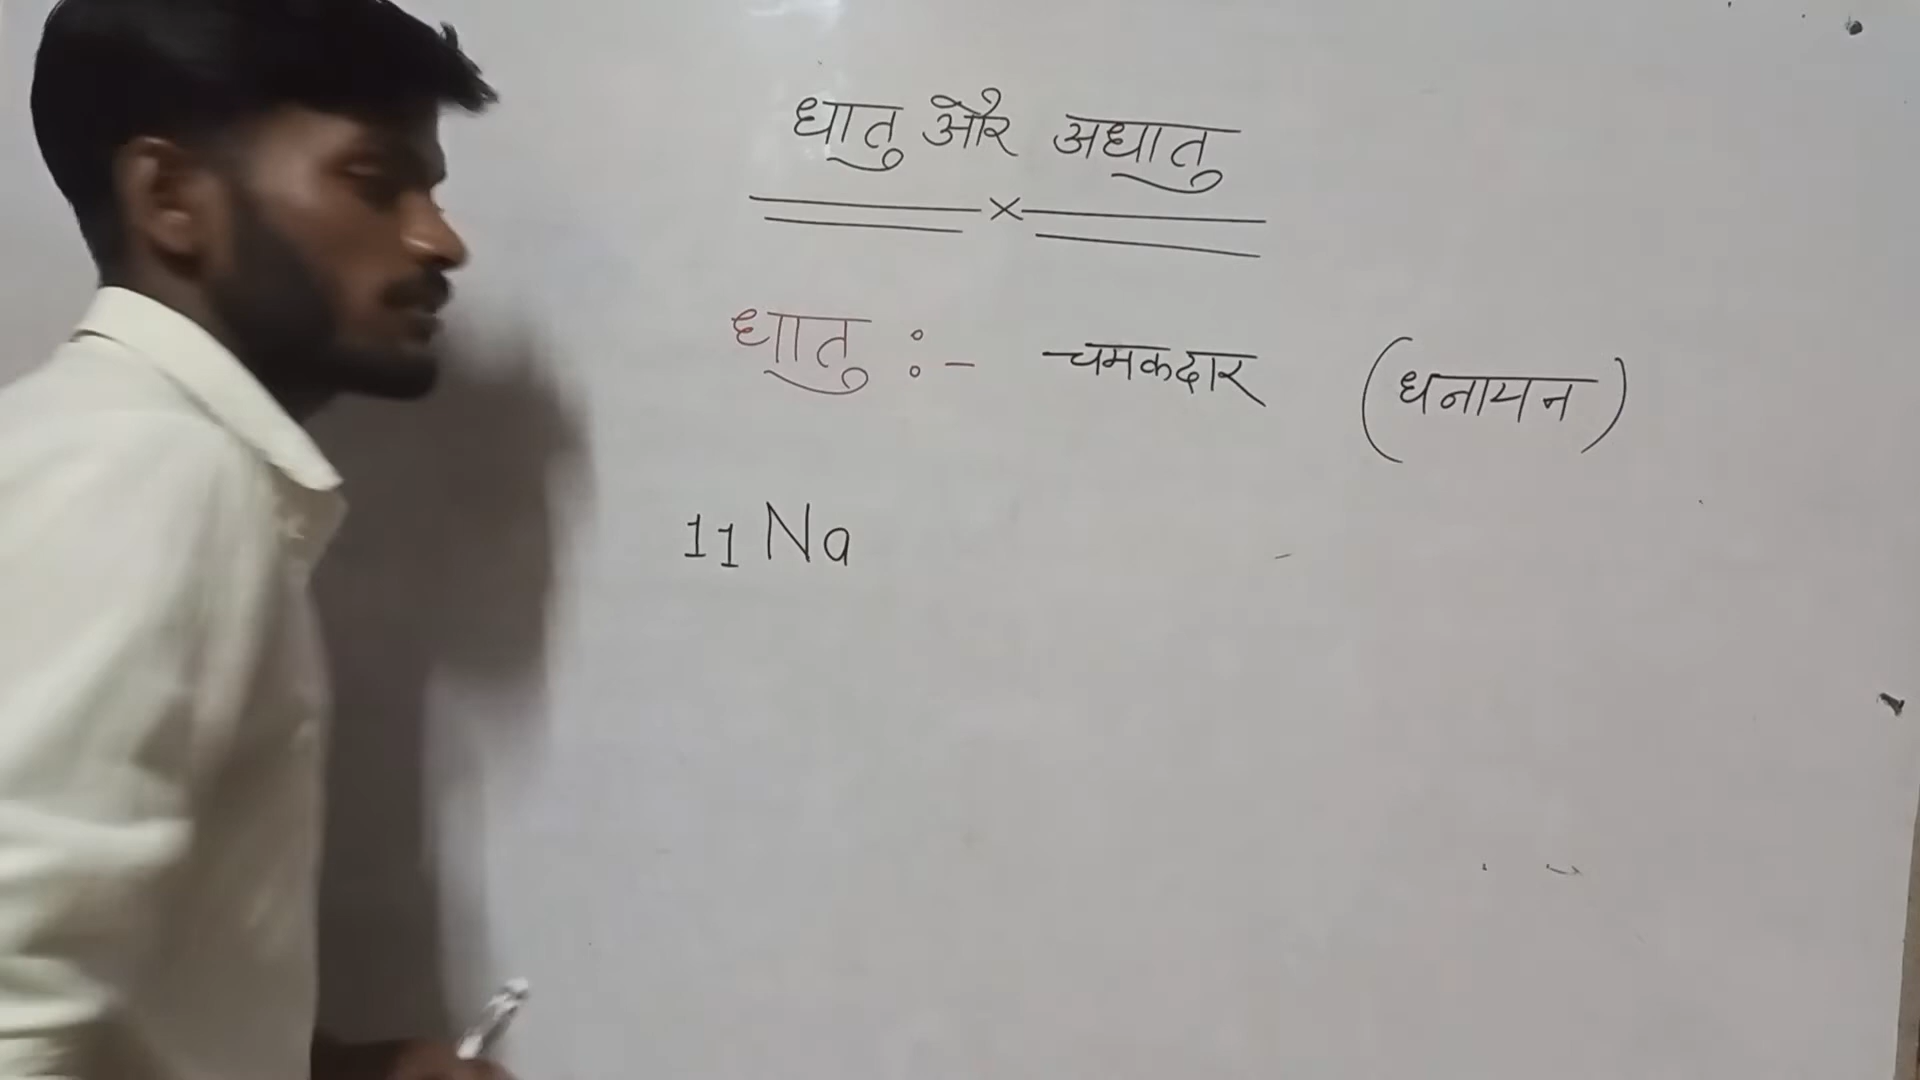 धातु और अधातु
×
धातु :- चमकदार (धनायन)
11 Na